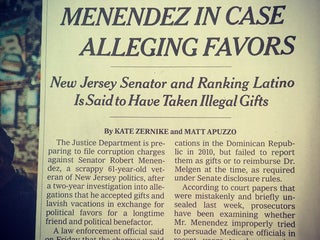 MENENDEZ IN CASE
ALLEGING FAVORS
New Jersey Senator and Ranking Latino
Is Said to Have Taken Illegal Gifts
By KATE ZERNIKE and MATT APUZZO
The Justice Department is pre-
paring to file corruption charges
against Senator Robert Menen-
dez, a scrappy 61-year-old vet-
eran of New Jersey politics, after
a two-year investigation into alle-
gations that he accepted gifts and
lavish vacations in exchange for
political favors for a longtime
friend and political benefactor.
A law enforcement official said
on Friday that the charges would
cations in the Dominican Repub-
lic in 2010, but failed to report
them as gifts or to reimburse Dr.
Melgen at the time, as required
under Senate disclosure rules.
According to court papers that
were mistakenly and briefly un-
sealed last week, prosecutors
have been examining whether
Mr. Menendez improperly tried
to persuade Medicare officials in